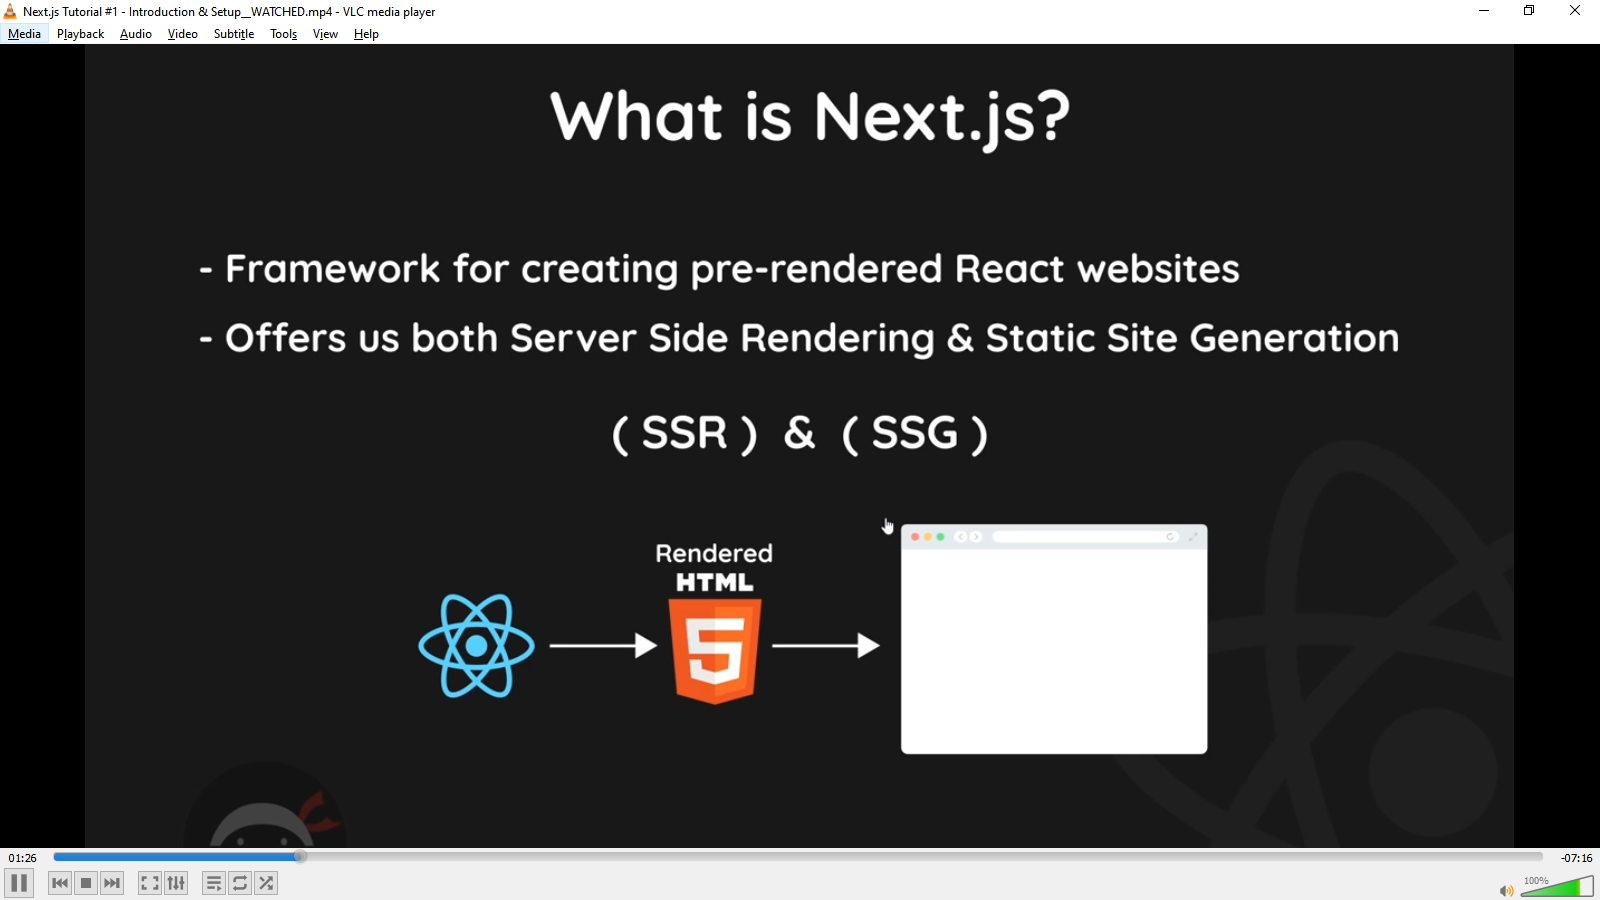 Next.js Tutorial #1 - Introduction & Setup__WATCHED.mp4 - VLC media player
Media Playback Audio Video Subtitle Tools View Help
What is Next.js?
- Framework for creating pre-rendered React websites
- Offers us both Server Side Rendering & Static Site Generation
( SSR ) & ( SSG )
Rendered
HTML
5
01:26
-07:16
100%